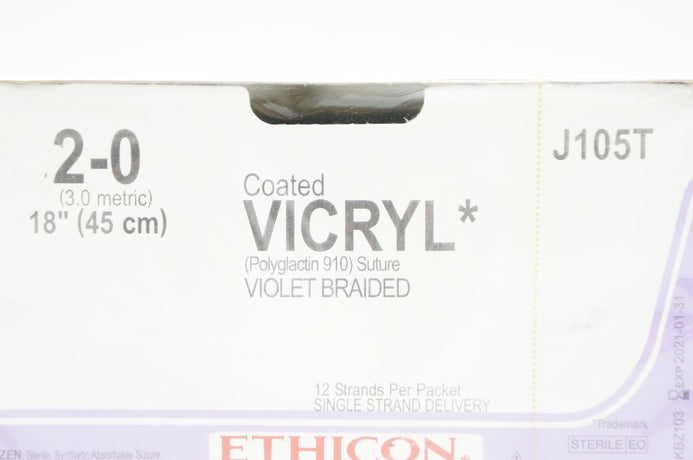 2-0
(3.0 metric)
18" (45 cm)
Coated
VICRYL*
(Polyglactin 910) Suture
VIOLET BRAIDED
J105T
12 Strands Per Packet
SINGLE STRAND DELIVERY
*Trademark
STERILE EO
EXP 2021-01-31
ZEN Sterile, Synthetic Absorbable Suture
ETHICON*